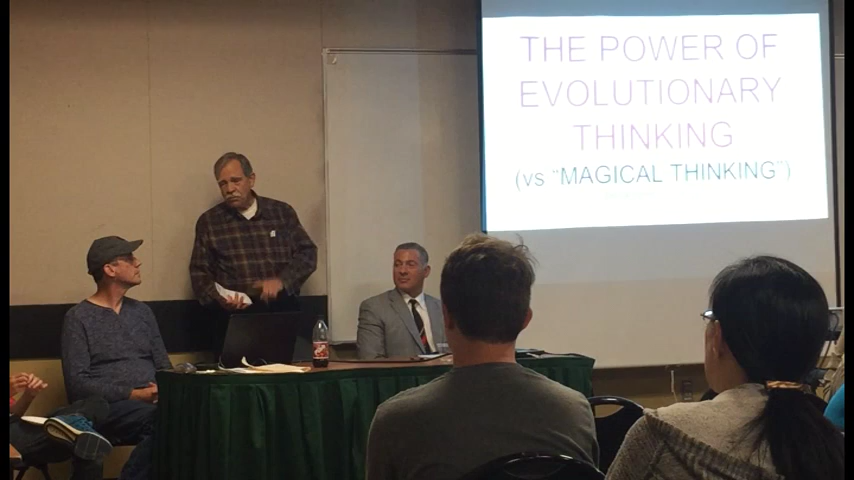 THE POWER OF
EVOLUTIONARY
THINKING
(vs "MAGICAL THINKING")